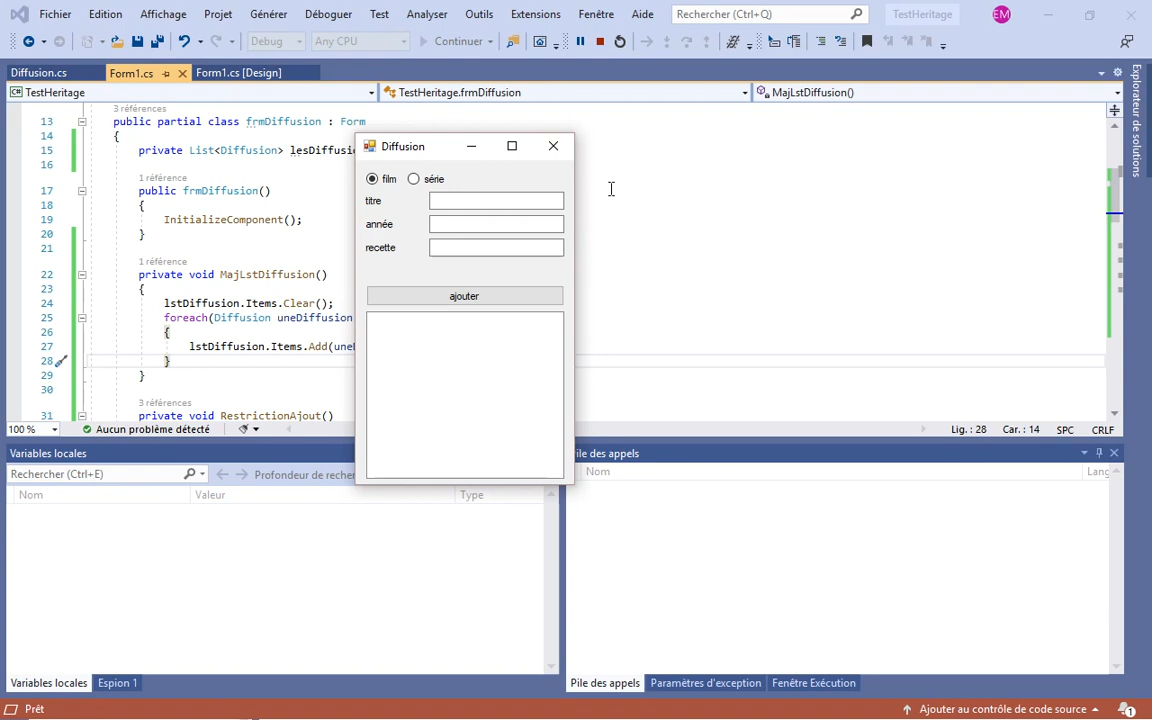 Fichier Edition Affichage Projet Générer Déboguer Test Analyser Outils Extensions Fenêtre Aide Rechercher (Ctrl+Q) TestHeritage EM
Debug Any CPU Continuer
Diffusion.cs Form1.cs Form1.cs [Design]
C# TestHeritage TestHeritage.frmDiffusion MajLstDiffusion()
3 références
13 public partial class frmDiffusion : Form
14 {
15 private List<Diffusion> lesDiffusi
16
1 référence
17 public frmDiffusion()
18 {
19 InitializeComponent();
20 }
21
1 référence
22 private void MajLstDiffusion()
23 {
24 lstDiffusion.Items.Clear();
25 foreach(Diffusion uneDiffusion
26 {
27 lstDiffusion.Items.Add(une
28 }
29 }
30
3 références
31 private void RestrictionAjout()
Diffusion
film série
titre
année
recette
ajouter
100 % Aucun problème détecté Lig. : 28 Car. : 14 SPC CRLF
Variables locales
Rechercher (Ctrl+E) Profondeur de recher
Nom Valeur Type
ile des appels
Nom Lang
Variables locales Espion 1
Pile des appels Paramètres d'exception Fenêtre Exécution
Prêt Ajouter au contrôle de code source 1
Explorateur de solutions